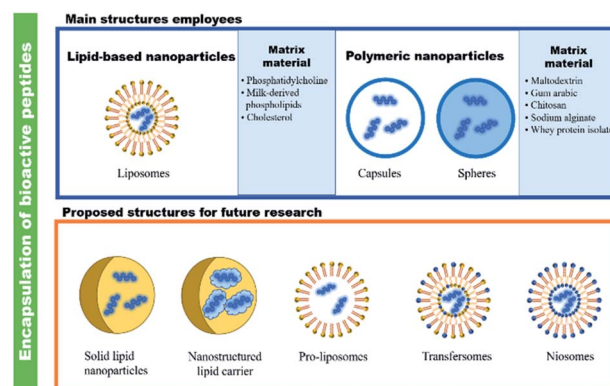 Encapsulation of bioactive peptides
Main structures employees
Lipid-based nanoparticles
Matrix
material
• Phosphatidylcholine
• Milk-derived
phospholipids
• Cholesterol
Liposomes
Polymeric nanoparticles
Capsules
Spheres
Matrix
material
• Maltodextrin
• Gum arabic
• Chitosan
• Sodium alginate
• Whey protein isolate
Proposed structures for future research
Solid lipid
nanoparticles
Nanostructured
lipid carrier
Pro-liposomes
Transfersomes
Niosomes